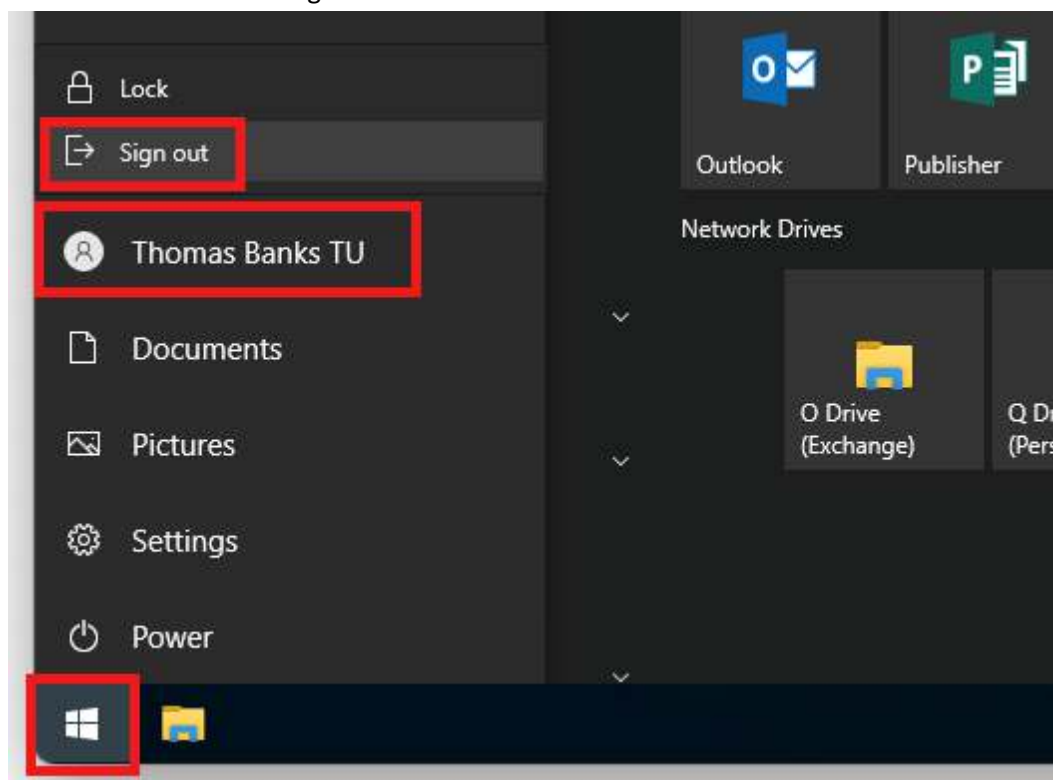 Lock
Sign out
Outlook
Publisher
Thomas Banks TU
Network Drives
Documents
O Drive
(Exchange)
Pictures
Settings
Power